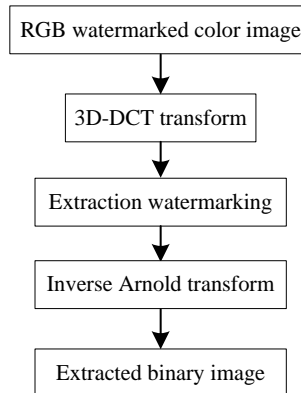 RGB watermarked color image
3D-DCT transform
Extraction watermarking
Inverse Arnold transform
Extracted binary image